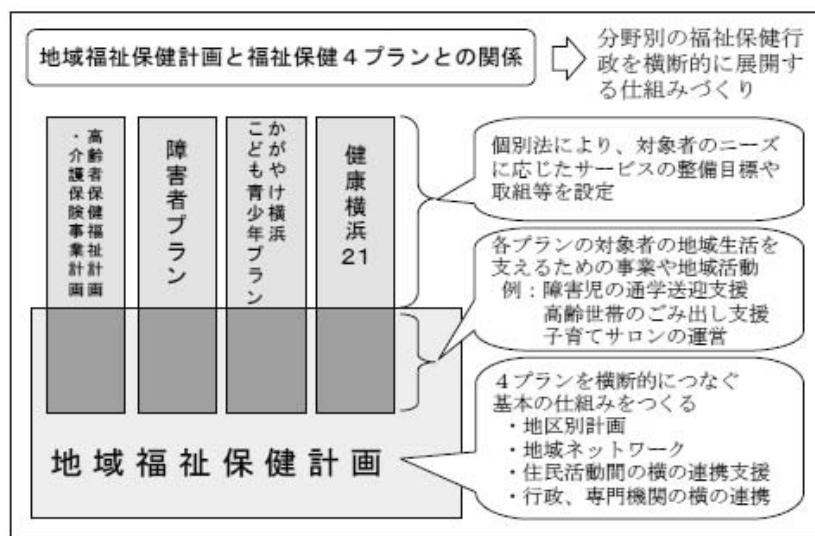 地域福祉保健計画と福祉保健4プランとの関係
分野別の福祉保健行
政を横断的に展開す
る仕組みづくり
高齢者保健福祉計画
・介護保険事業計画
障害者プラン
かがやけ横浜
こども青少年プラン
健康横浜21
個別法により、対象者のニーズ
に応じたサービスの整備目標や
取組等を設定
各プランの対象者の地域生活を
支えるための事業や地域活動
例:障害児の通学送迎支援
高齢世帯のごみ出し支援
子育てサロンの運営
4プランを横断的につなぐ
基本の仕組みをつくる
・地区別計画
・地域ネットワーク
・住民活動間の横の連携支援
・行政、専門機関の横の連携
地域福祉保健計画